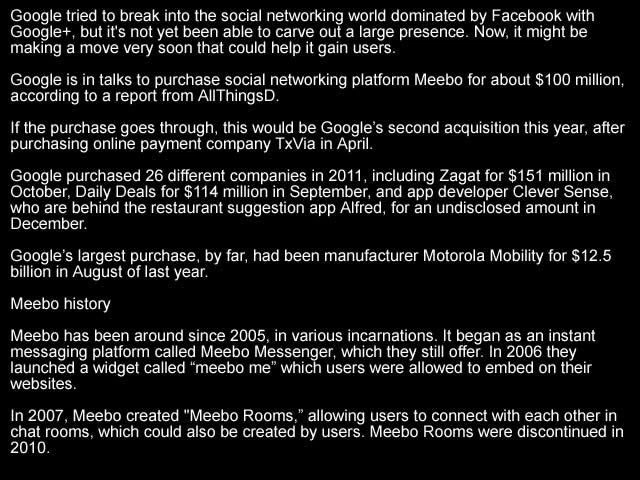 Google tried to break into the social networking world dominated by Facebook with
Google+, but it's not yet been able to carve out a large presence. Now, it might be
making a move very soon that could help it gain users.
Google is in talks to purchase social networking platform Meebo for about $100 million,
according to a report from AllThingsD.
If the purchase goes through, this would be Google’s second acquisition this year, after
purchasing online payment company TxVia in April.
Google purchased 26 different companies in 2011, including Zagat for $151 million in
October, Daily Deals for $114 million in September, and app developer Clever Sense,
who are behind the restaurant suggestion app Alfred, for an undisclosed amount in
December.
Google’s largest purchase, by far, had been manufacturer Motorola Mobility for $12.5
billion in August of last year.
Meebo history
Meebo has been around since 2005, in various incarnations. It began as an instant
messaging platform called Meebo Messenger, which they still offer. In 2006 they
launched a widget called “meebo me” which users were allowed to embed on their
websites.
In 2007, Meebo created "Meebo Rooms,” allowing users to connect with each other in
chat rooms, which could also be created by users. Meebo Rooms were discontinued in
2010.